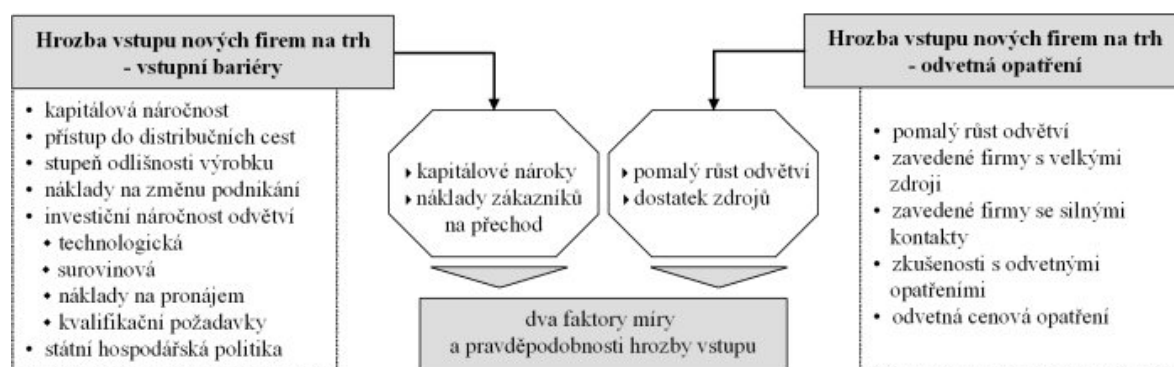 Hrozba vstupu nových firem na trh
- vstupní bariéry
• kapitálová náročnost
• přístup do distribučních cest
• stupeň odlišnosti výrobku
• náklady na změnu podnikání
• investiční náročnost odvětví
◆ technologická
◆ surovinová
◆ náklady na pronájem
◆ kvalifikační požadavky
• státní hospodářská politika
kapitálové nároky
náklady zákazníků
na přechod
pomalý růst odvětví
dostatek zdrojů
dva faktory míry
a pravděpodobnosti hrozby vstupu
Hrozba vstupu nových firem na trh
- odvetná opatření
• pomalý růst odvětví
• zavedené firmy s velkými
zdroji
• zavedené firmy se silnými
kontakty
• zkušenosti s odvetnými
opatřeními
• odvetná cenová opatření